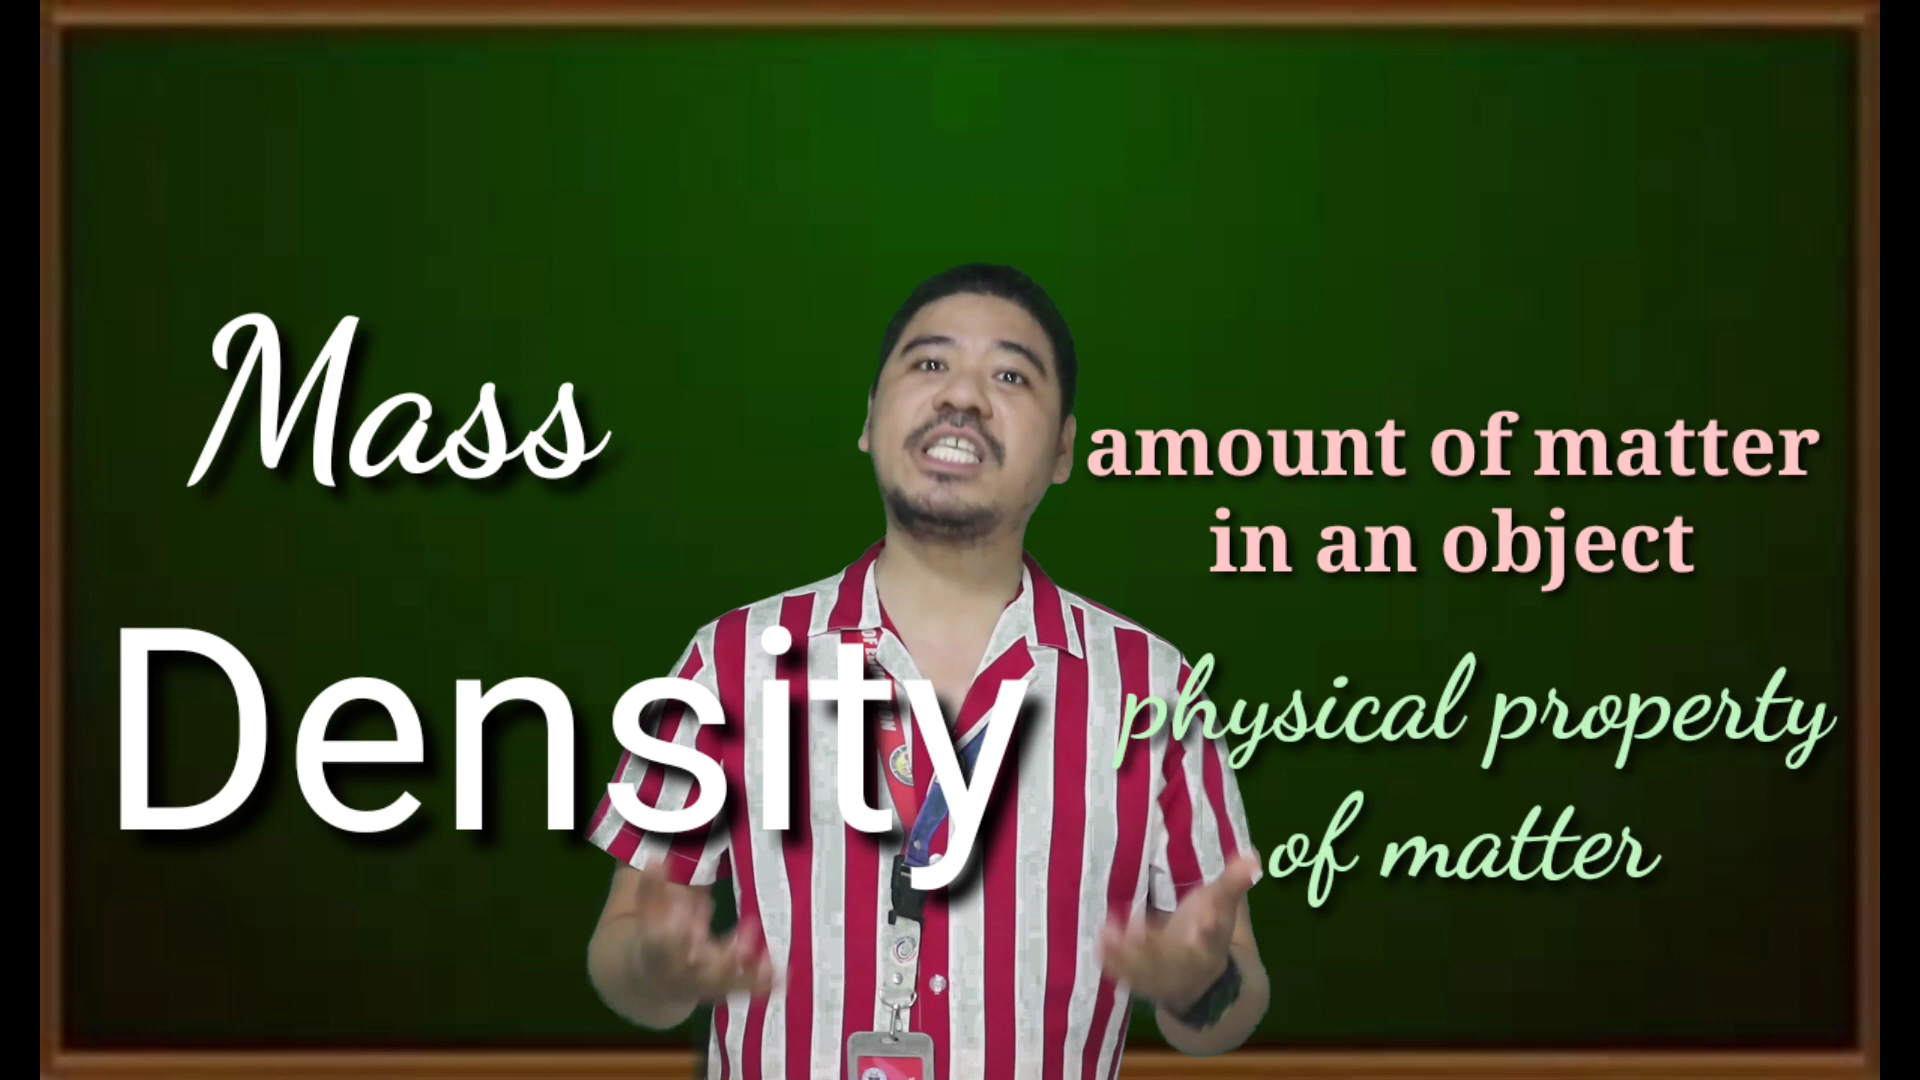 Mass
amount of matter
in an object
Density
physical property
of matter